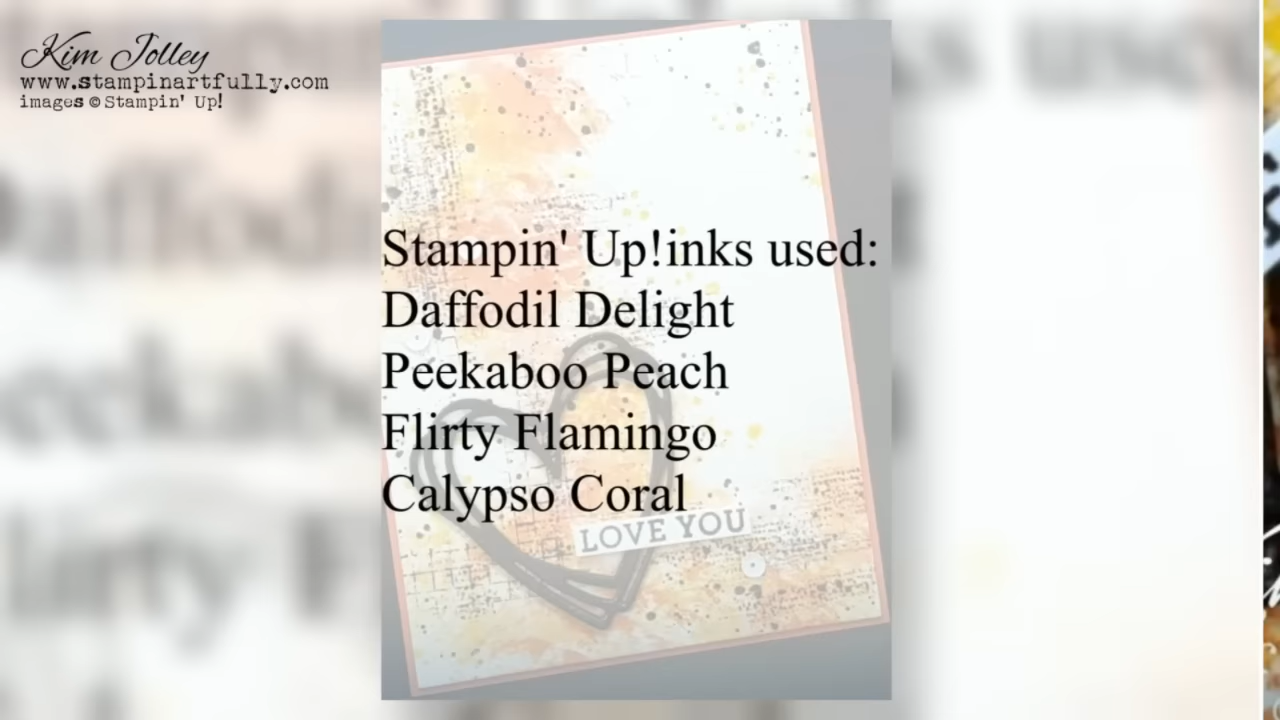 Kim Jolley
www.stampinartfully.com
images © Stampin' Up!
Stampin' Up!inks used:
Daffodil Delight
Peekaboo Peach
Flirty Flamingo
Calypso Coral
LOVE YOU